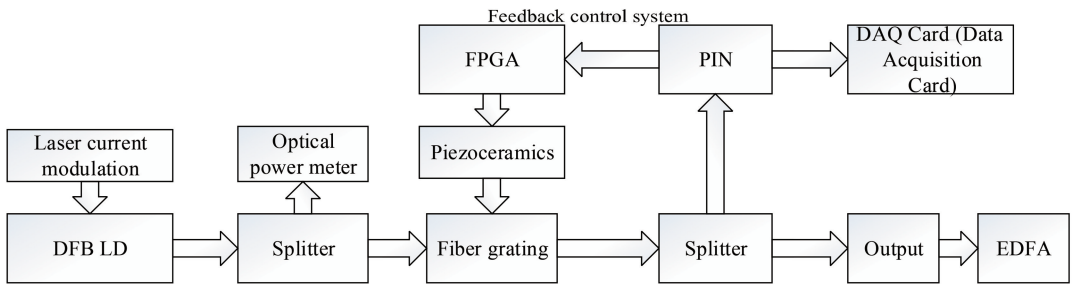 Feedback control system
FPGA
PIN
DAQ Card (Data
Acquisition
Card)
Laser current
modulation
Optical
power meter
Piezoceramics
DFB LD
Splitter
Fiber grating
Splitter
Output
EDFA